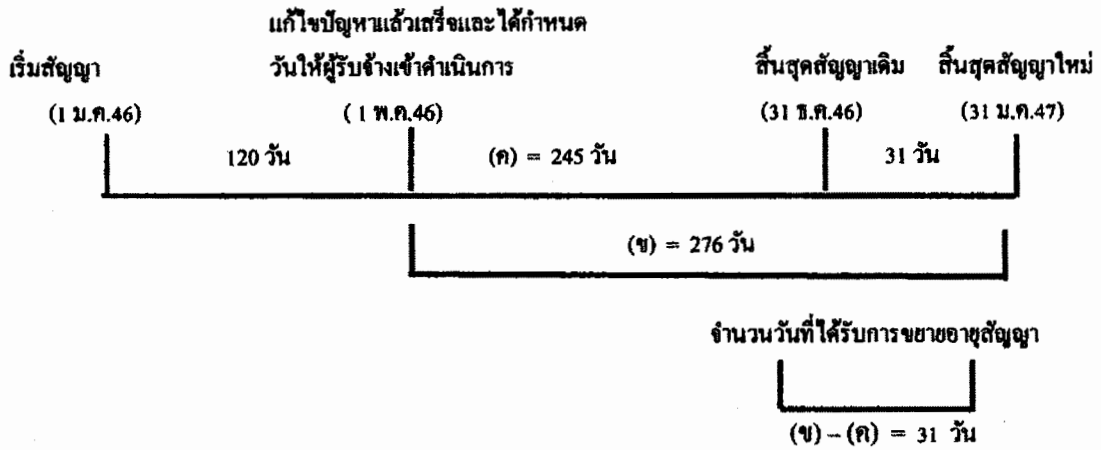 แก้ไขปัญหาแล้วเสร็จและได้กำหนด
เริ่มสัญญา วันให้ผู้รับจ้างเข้าดำเนินการ สิ้นสุดสัญญาเดิม สิ้นสุดสัญญาใหม่
(1 ม.ค.46) (1 พ.ค.46) (31 ธ.ค.46) (31 ม.ค.47)
120 วัน (ค) = 245 วัน 31 วัน
(ข) = 276 วัน
จำนวนวันที่ได้รับการขยายอายุสัญญา
(ข) – (ค) = 31 วัน